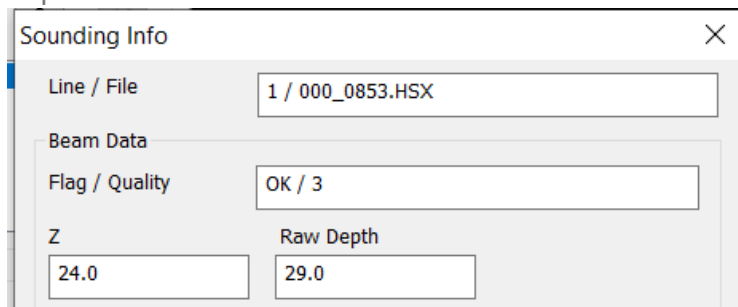 Sounding Info
Line / File 1 / 000_0853.HSX
Beam Data
Flag / Quality OK / 3
Z Raw Depth
24.0 29.0